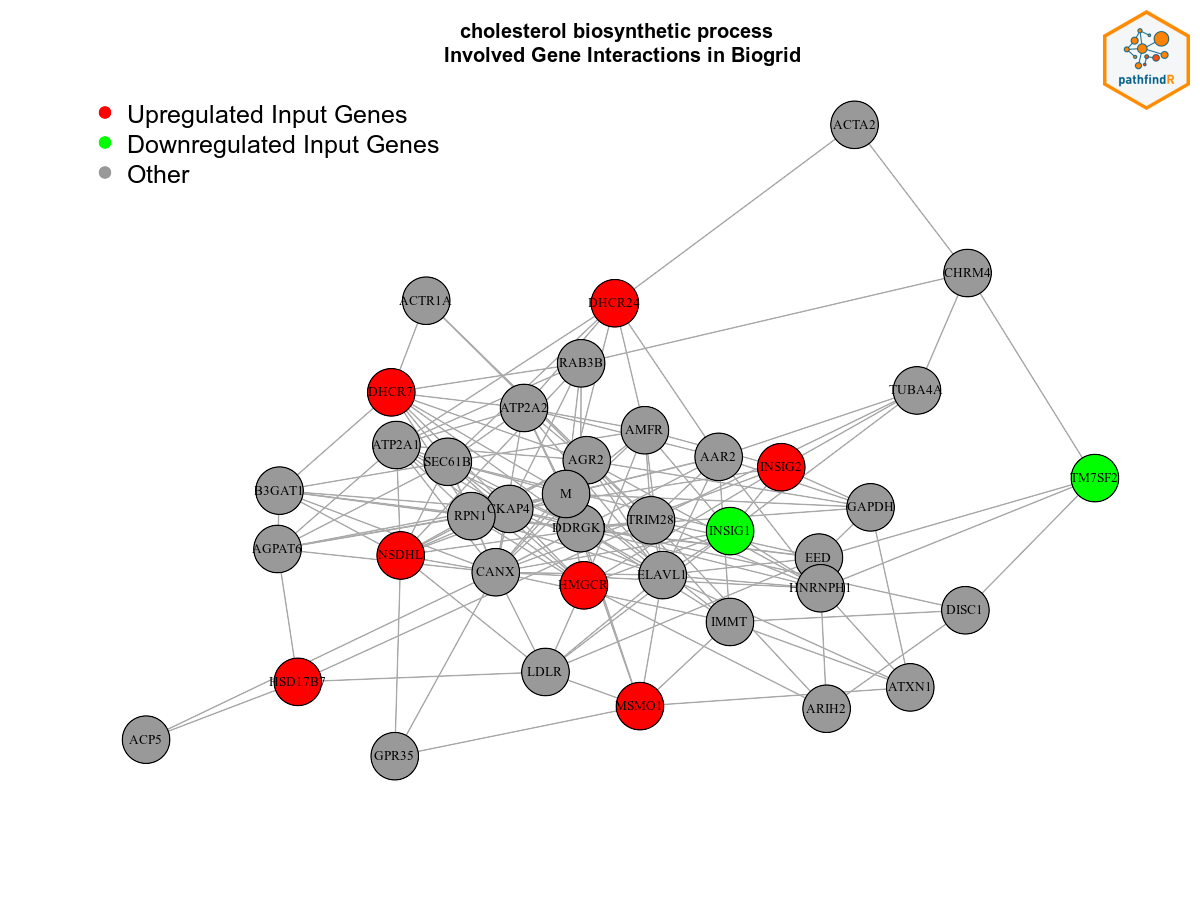 cholesterol biosynthetic process
Involved Gene Interactions in Biogrid
pathfindR
Upregulated Input Genes
Downregulated Input Genes
Other
ACTA2
CHRM4
ACTR1A
DHCR24
RAB3B
DHCR7
TUBA4A
ATP2A2
AMFR
ATP2A1
SEC61B
AGR2
AAR2
INSIG2
TM7SF2
B3GAT1
M
GAPDH
RPN1
CKAP4
DDRGK1
TRIM28
INSIG1
AGPAT6
NSDHL
EED
CANX
HMGCR
ELAVL1
HNRNPH1
IMMT
DISC1
LDLR
HSD17B7
ATXN1
MSMO1
ARIH2
ACP5
GPR35